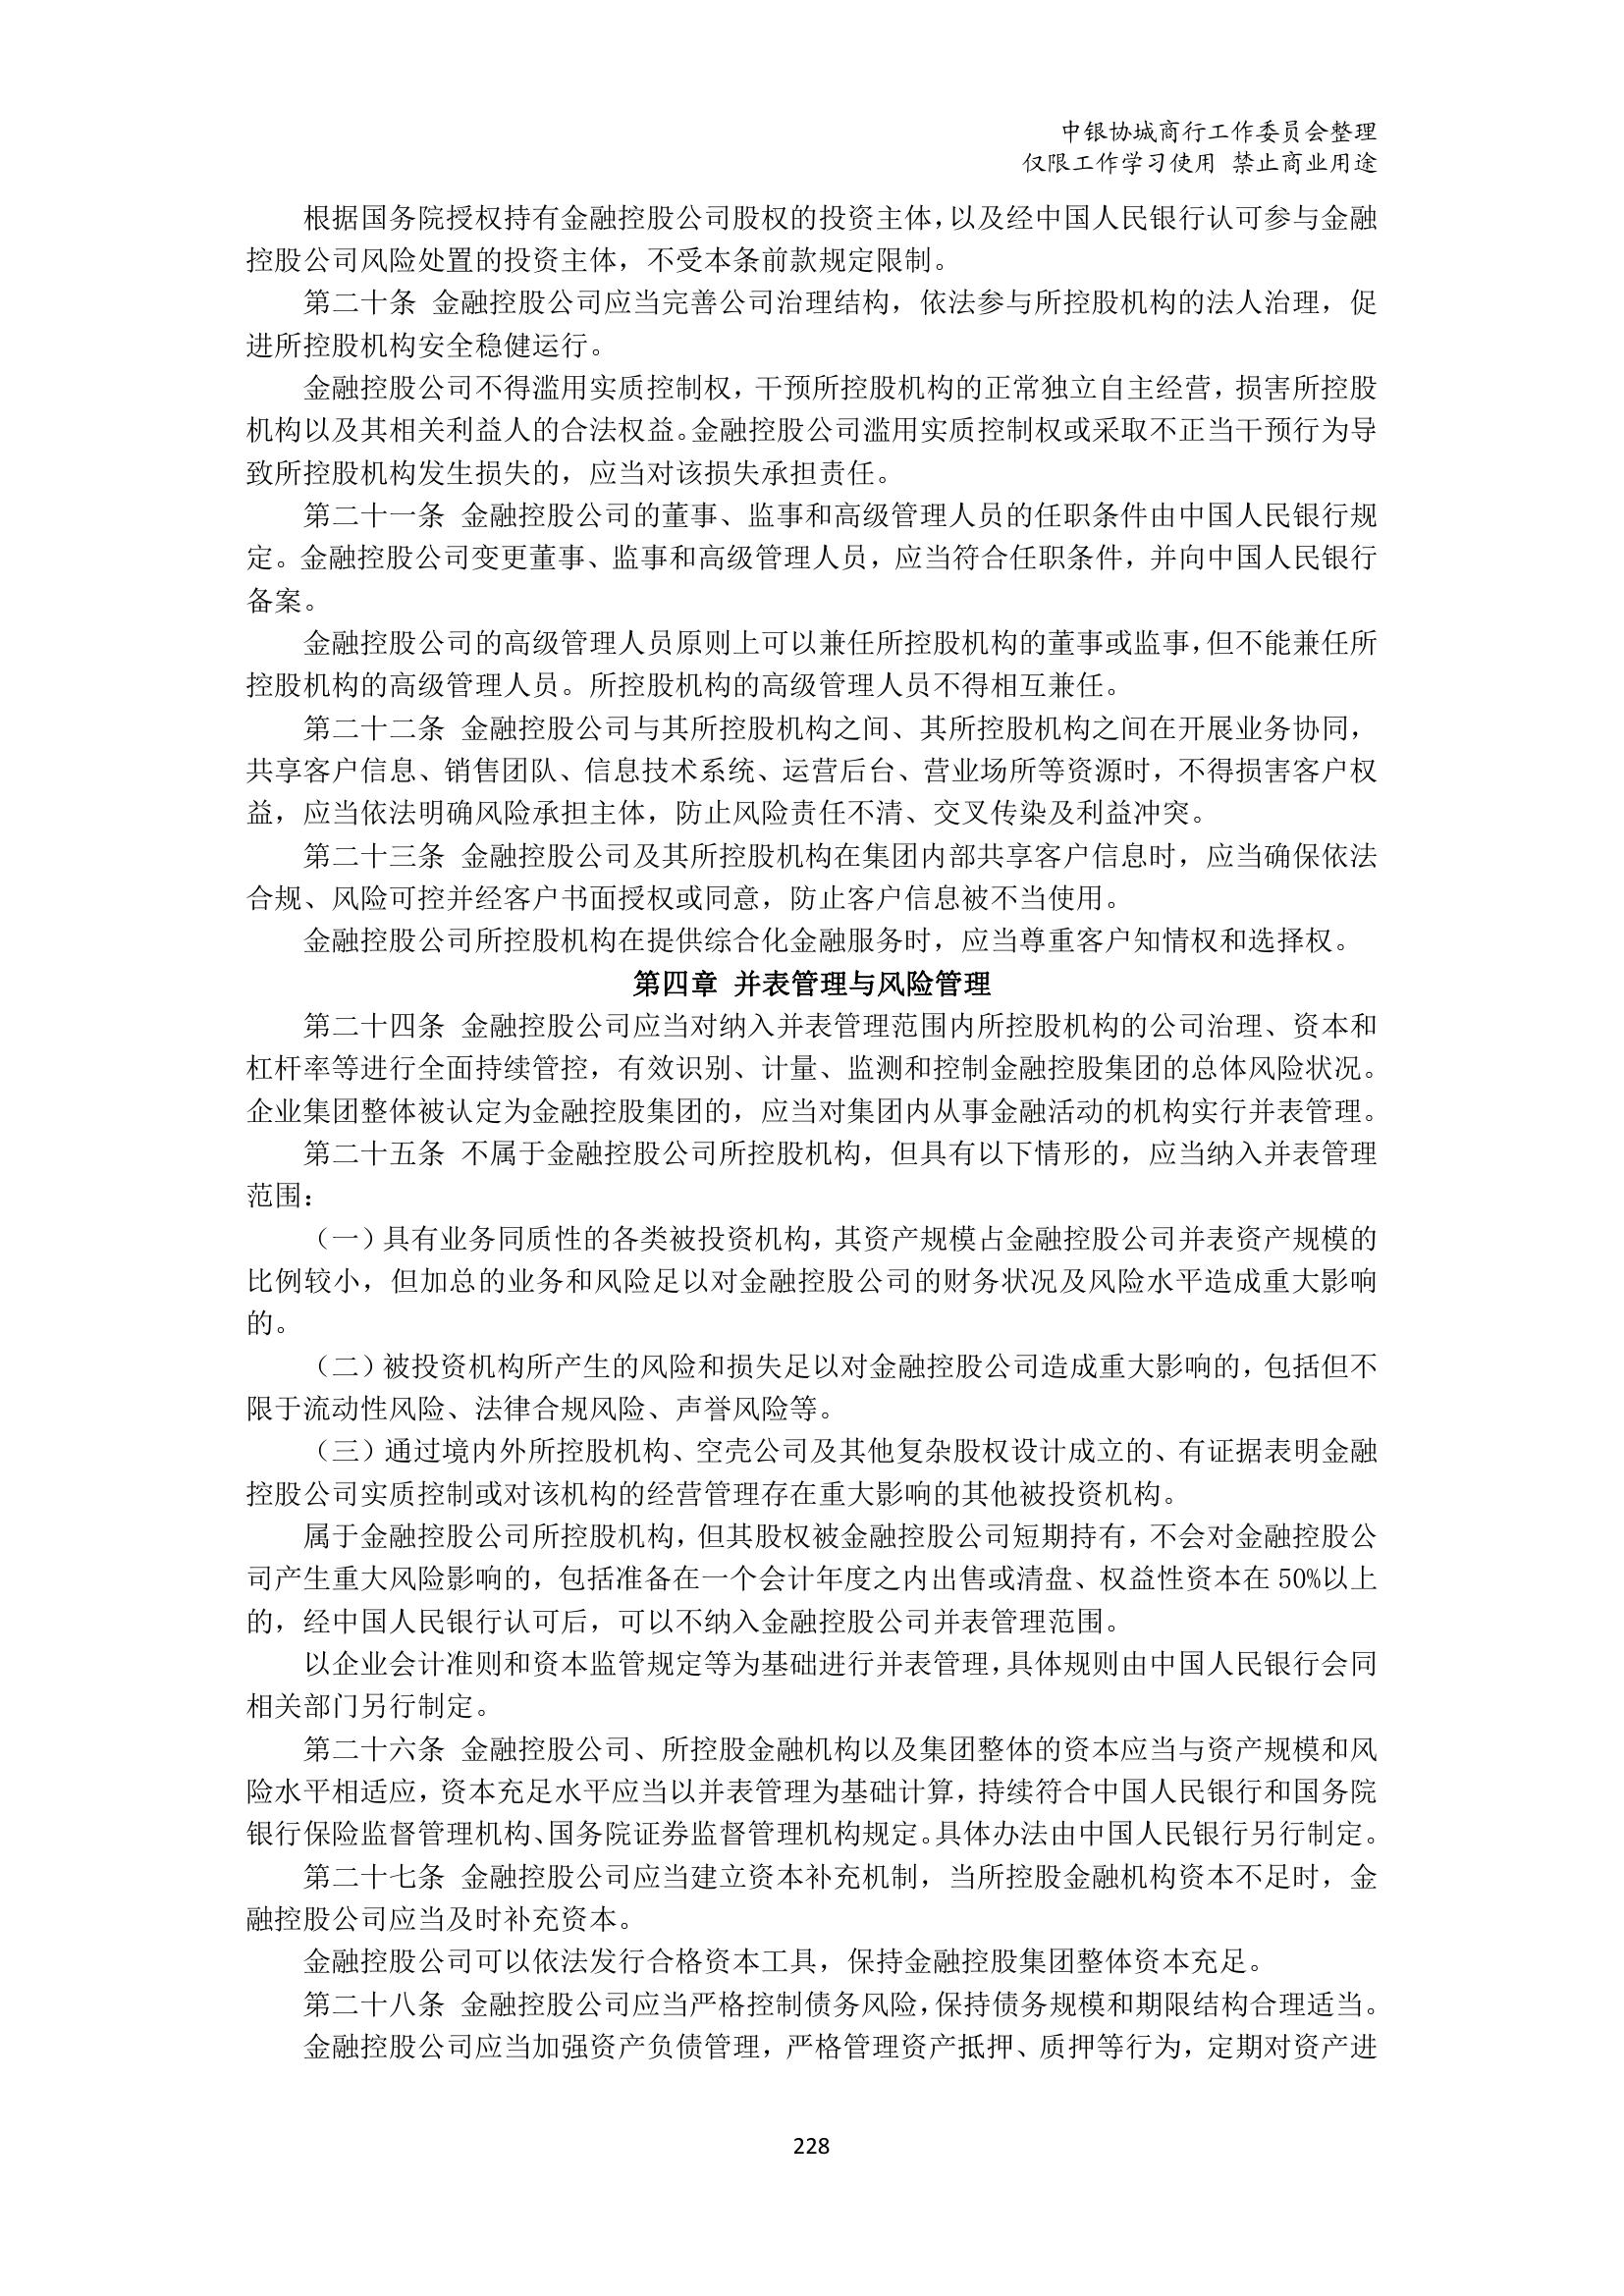 中银协城商行工作委员会整理
仅限工作学习使用 禁止商业用途
根据国务院授权持有金融控股公司股权的投资主体，以及经中国人民银行认可参与金融
控股公司风险处置的投资主体，不受本条前款规定限制。
第二十条 金融控股公司应当完善公司治理结构，依法参与所控股机构的法人治理，促
进所控股机构安全稳健运行。
金融控股公司不得滥用实质控制权，干预所控股机构的正常独立自主经营，损害所控股
机构以及其相关利益人的合法权益。金融控股公司滥用实质控制权或采取不正当干预行为导
致所控股机构发生损失的，应当对该损失承担责任。
第二十一条 金融控股公司的董事、监事和高级管理人员的任职条件由中国人民银行规
定。金融控股公司变更董事、监事和高级管理人员，应当符合任职条件，并向中国人民银行
备案。
金融控股公司的高级管理人员原则上可以兼任所控股机构的董事或监事，但不能兼任所
控股机构的高级管理人员。所控股机构的高级管理人员不得相互兼任。
第二十二条 金融控股公司与其所控股机构之间、其所控股机构之间在开展业务协同，
共享客户信息、销售团队、信息技术系统、运营后台、营业场所等资源时，不得损害客户权
益，应当依法明确风险承担主体，防止风险责任不清、交叉传染及利益冲突。
第二十三条 金融控股公司及其所控股机构在集团内部共享客户信息时，应当确保依法
合规、风险可控并经客户书面授权或同意，防止客户信息被不当使用。
金融控股公司所控股机构在提供综合化金融服务时，应当尊重客户知情权和选择权。
第四章 并表管理与风险管理
第二十四条 金融控股公司应当对纳入并表管理范围内所控股机构的公司治理、资本和
杠杆率等进行全面持续管控，有效识别、计量、监测和控制金融控股集团的总体风险状况。
企业集团整体被认定为金融控股集团的，应当对集团内从事金融活动的机构实行并表管理。
第二十五条 不属于金融控股公司所控股机构，但具有以下情形的，应当纳入并表管理
范围：
（一）具有业务同质性的各类被投资机构，其资产规模占金融控股公司并表资产规模的
比例较小，但加总的业务和风险足以对金融控股公司的财务状况及风险水平造成重大影响
的。
（二）被投资机构所产生的风险和损失足以对金融控股公司造成重大影响的，包括但不
限于流动性风险、法律合规风险、声誉风险等。
（三）通过境内外所控股机构、空壳公司及其他复杂股权设计成立的、有证据表明金融
控股公司实质控制或对该机构的经营管理存在重大影响的其他被投资机构。
属于金融控股公司所控股机构，但其股权被金融控股公司短期持有，不会对金融控股公
司产生重大风险影响的，包括准备在一个会计年度之内出售或清盘、权益性资本在 50%以上
的，经中国人民银行认可后，可以不纳入金融控股公司并表管理范围。
以企业会计准则和资本监管规定等为基础进行并表管理，具体规则由中国人民银行会同
相关部门另行制定。
第二十六条 金融控股公司、所控股金融机构以及集团整体的资本应当与资产规模和风
险水平相适应，资本充足水平应当以并表管理为基础计算，持续符合中国人民银行和国务院
银行保险监督管理机构、国务院证券监督管理机构规定。具体办法由中国人民银行另行制定。
第二十七条 金融控股公司应当建立资本补充机制，当所控股金融机构资本不足时，金
融控股公司应当及时补充资本。
金融控股公司可以依法发行合格资本工具，保持金融控股集团整体资本充足。
第二十八条 金融控股公司应当严格控制债务风险，保持债务规模和期限结构合理适当。
金融控股公司应当加强资产负债管理，严格管理资产抵押、质押等行为，定期对资产进
228